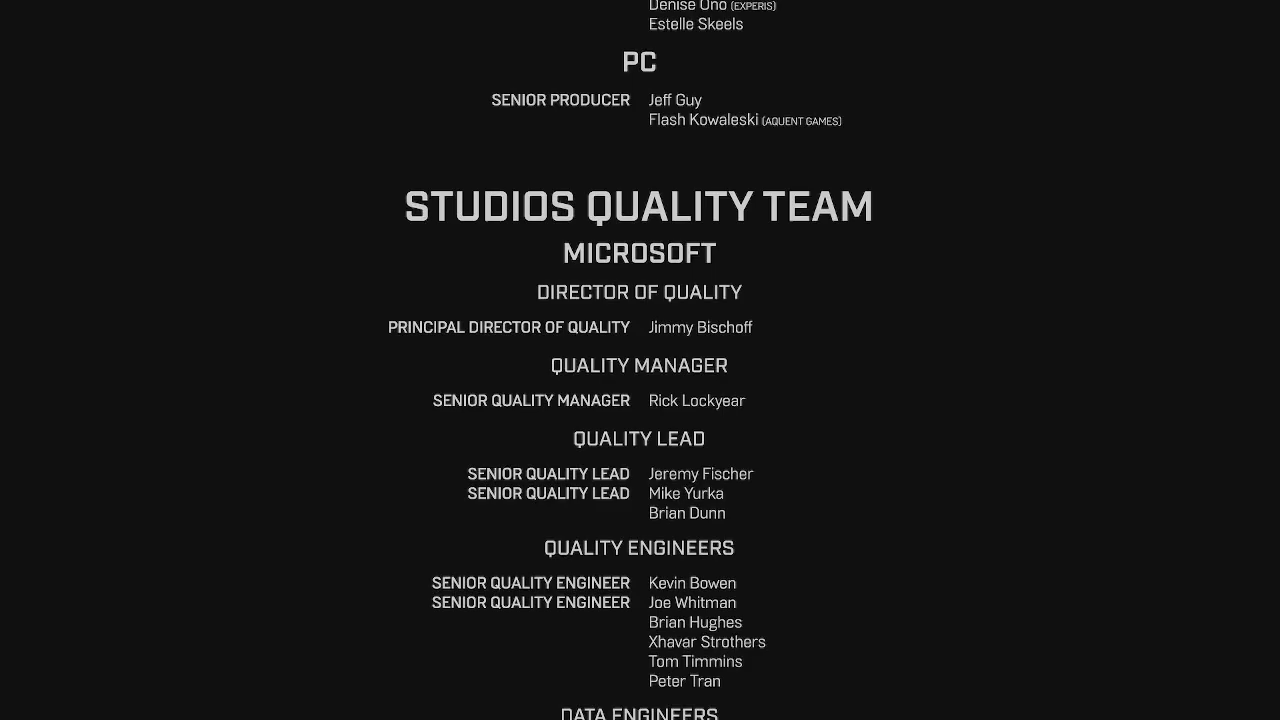 Denise Uno (EXPERIS)
Estelle Skeels
PC
SENIOR PRODUCER Jeff Guy
Flash Kowaleski (AQUENT GAMES)
STUDIOS QUALITY TEAM
MICROSOFT
DIRECTOR OF QUALITY
PRINCIPAL DIRECTOR OF QUALITY Jimmy Bischoff
QUALITY MANAGER
SENIOR QUALITY MANAGER Rick Lockyear
QUALITY LEAD
SENIOR QUALITY LEAD Jeremy Fischer
SENIOR QUALITY LEAD Mike Yurka
Brian Dunn
QUALITY ENGINEERS
SENIOR QUALITY ENGINEER Kevin Bowen
SENIOR QUALITY ENGINEER Joe Whitman
Brian Hughes
Xhavar Strothers
Tom Timmins
Peter Tran
DATA ENGINEERS